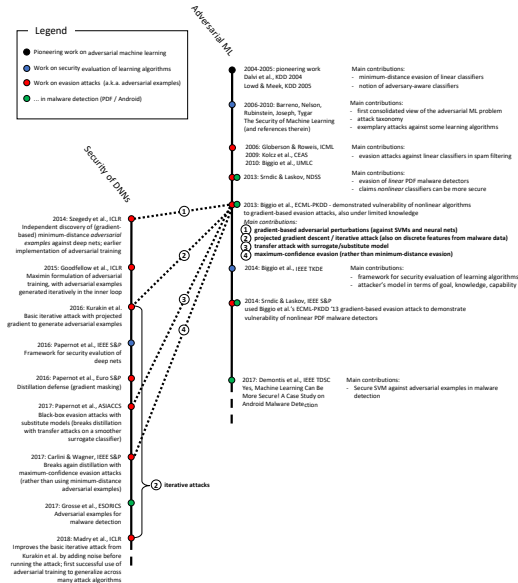 Legend
Pioneering work on adversarial machine learning
Work on security evaluation of learning algorithms
Work on evasion attacks (a.k.a. adversarial examples)
... in malware detection (PDF / Android)
Adversarial ML
2004-2005: pioneering work
Dalvi et al., KDD 2004
Lowd & Meek, KDD 2005
Main contributions:
- minimum-distance evasion of linear classifiers
- notion of adversary-aware classifiers
2006-2010: Barreno, Nelson,
Rubinstein, Joseph, Tygar
The Security of Machine Learning
(and references therein)
Main contributions:
- first consolidated view of the adversarial ML problem
- attack taxonomy
- exemplary attacks against some learning algorithms
2006: Globerson & Roweis, ICML
2009: Kolcz et al., CEAS
2010: Biggio et al., IJMLC
Main contributions:
- evasion attacks against linear classifiers in spam filtering
2013: Srndic & Laskov, NDSS
Main contributions:
- evasion of linear PDF malware detectors
- claims nonlinear classifiers can be more secure
2013: Biggio et al., ECML-PKDD - demonstrated vulnerability of nonlinear algorithms
to gradient-based evasion attacks, also under limited knowledge
Main contributions:
1 gradient-based adversarial perturbations (against SVMs and neural nets)
2 projected gradient descent / iterative attack (also on discrete features from malware data)
3 transfer attack with surrogate/substitute model
4 maximum-confidence evasion (rather than minimum-distance evasion)
2014: Biggio et al., IEEE TKDE
Main contributions:
- framework for security evaluation of learning algorithms
- attacker's model in terms of goal, knowledge, capability
2014: Srndic & Laskov, IEEE S&P
used Biggio et al.'s ECML-PKDD '13 gradient-based evasion attack to demonstrate
vulnerability of nonlinear PDF malware detectors
2017: Demontis et al., IEEE TDSC
Yes, Machine Learning Can Be
More Secure! A Case Study on
Android Malware Detection
Main contributions:
- Secure SVM against adversarial examples in malware
detection
Security of DNNs
2014: Szegedy et al., ICLR
Independent discovery of (gradient-
based) minimum-distance adversarial
examples against deep nets; earlier
implementation of adversarial training
2015: Goodfellow et al., ICLR
Maximin formulation of adversarial
training, with adversarial examples
generated iteratively in the inner loop
2016: Kurakin et al.
Basic iterative attack with projected
gradient to generate adversarial examples
2016: Papernot et al., IEEE S&P
Framework for security evalution of
deep nets
2016: Papernot et al., Euro S&P
Distillation defense (gradient masking)
2017: Papernot et al., ASIACCS
Black-box evasion attacks with
substitute models (breaks distillation
with transfer attacks on a smoother
surrogate classifier)
2017: Carlini & Wagner, IEEE S&P
Breaks again distillation with
maximum-confidence evasion attacks
(rather than using minimum-distance
adversarial examples)
2017: Grosse et al., ESORICS
Adversarial examples for
malware detection
2018: Madry et al., ICLR
Improves the basic iterative attack from
Kurakin et al. by adding noise before
running the attack; first successful use of
adversarial training to generalize across
many attack algorithms
1
2
3
4
2 iterative attacks